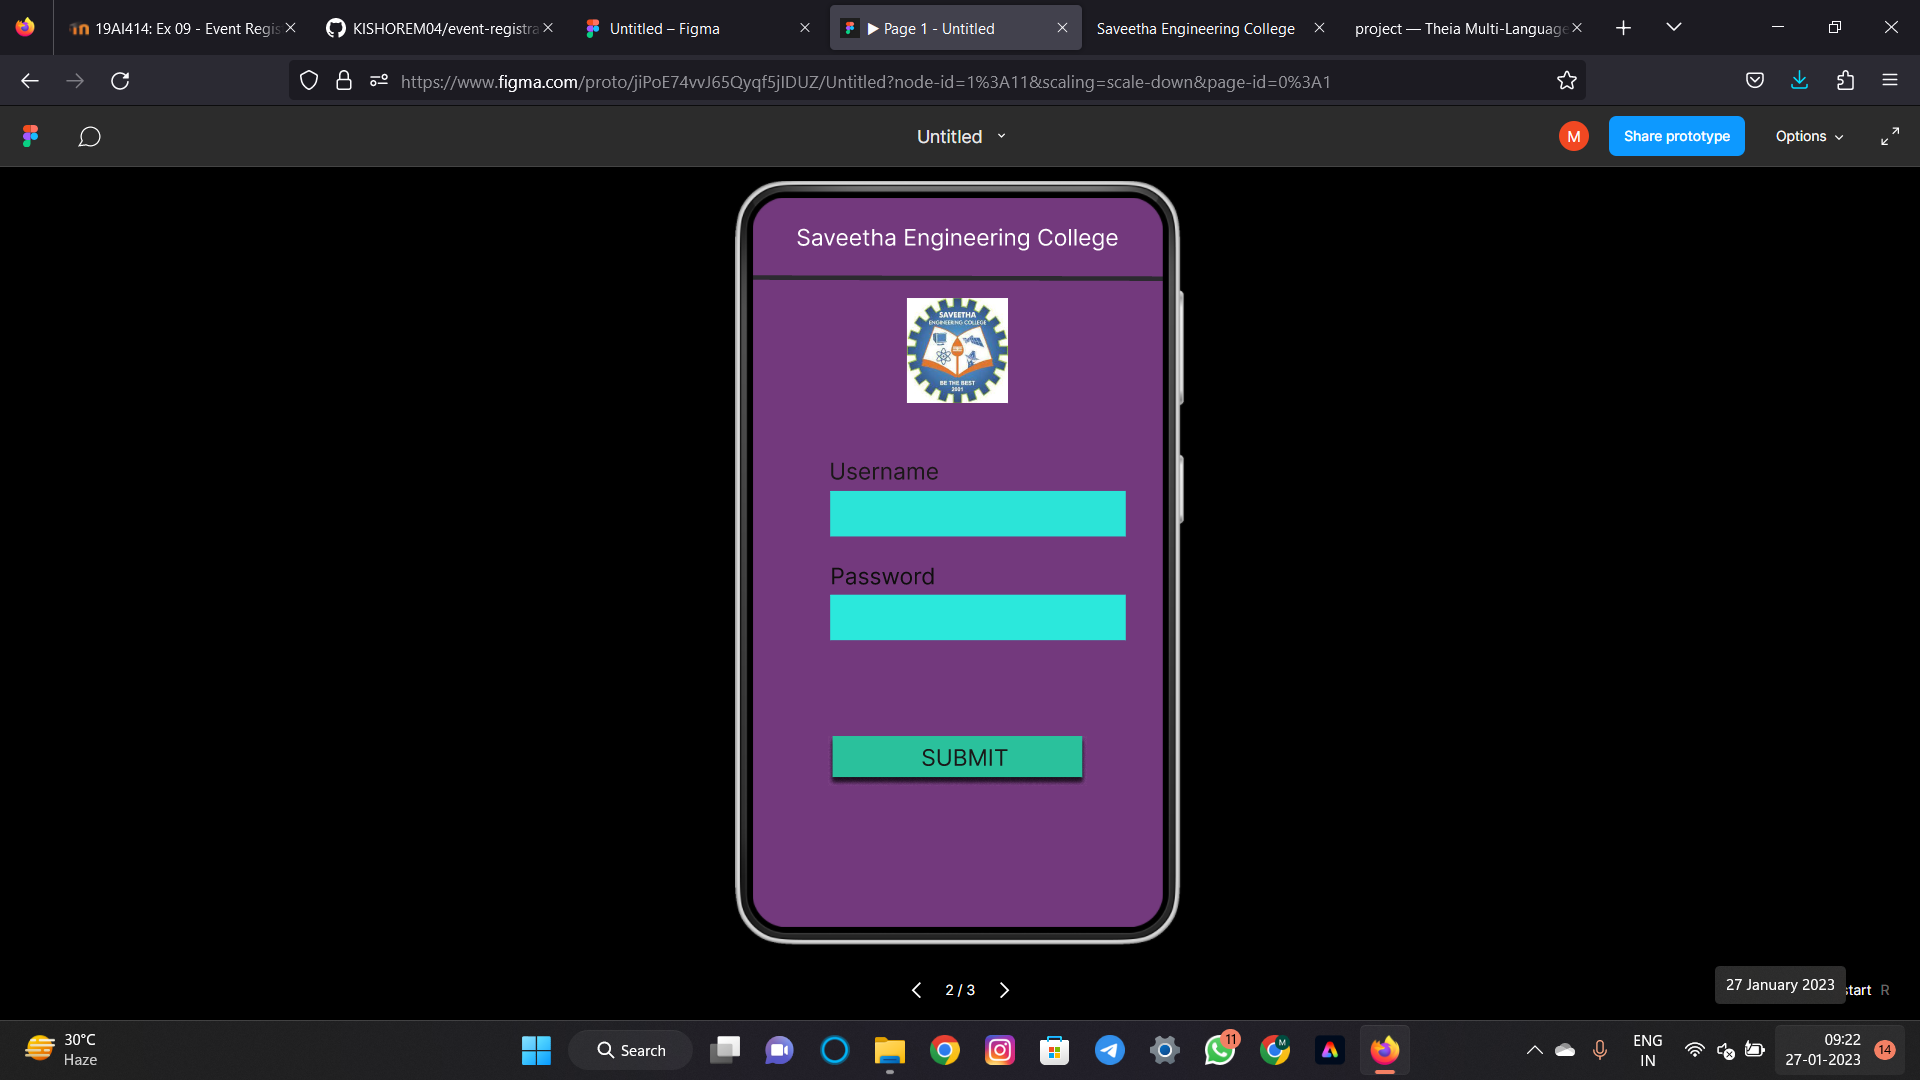 19AI414: Ex 09 - Event Regis
KISHOREM04/event-registra
Untitled – Figma
▶ Page 1 - Untitled
Saveetha Engineering College
project — Theia Multi-Language
https://www.figma.com/proto/jiPoE74vvJ65Qyqf5jIDUZ/Untitled?node-id=1%3A11&scaling=scale-down&page-id=0%3A1
Untitled
M
Share prototype
Options
Saveetha Engineering College
SAVEETHA
ENGINEERING COLLEGE
BE THE BEST
2001
Username
Password
SUBMIT
2 / 3
27 January 2023
start R
30°C
Haze
Search
11
M
ENG
IN
09:22
27-01-2023
14